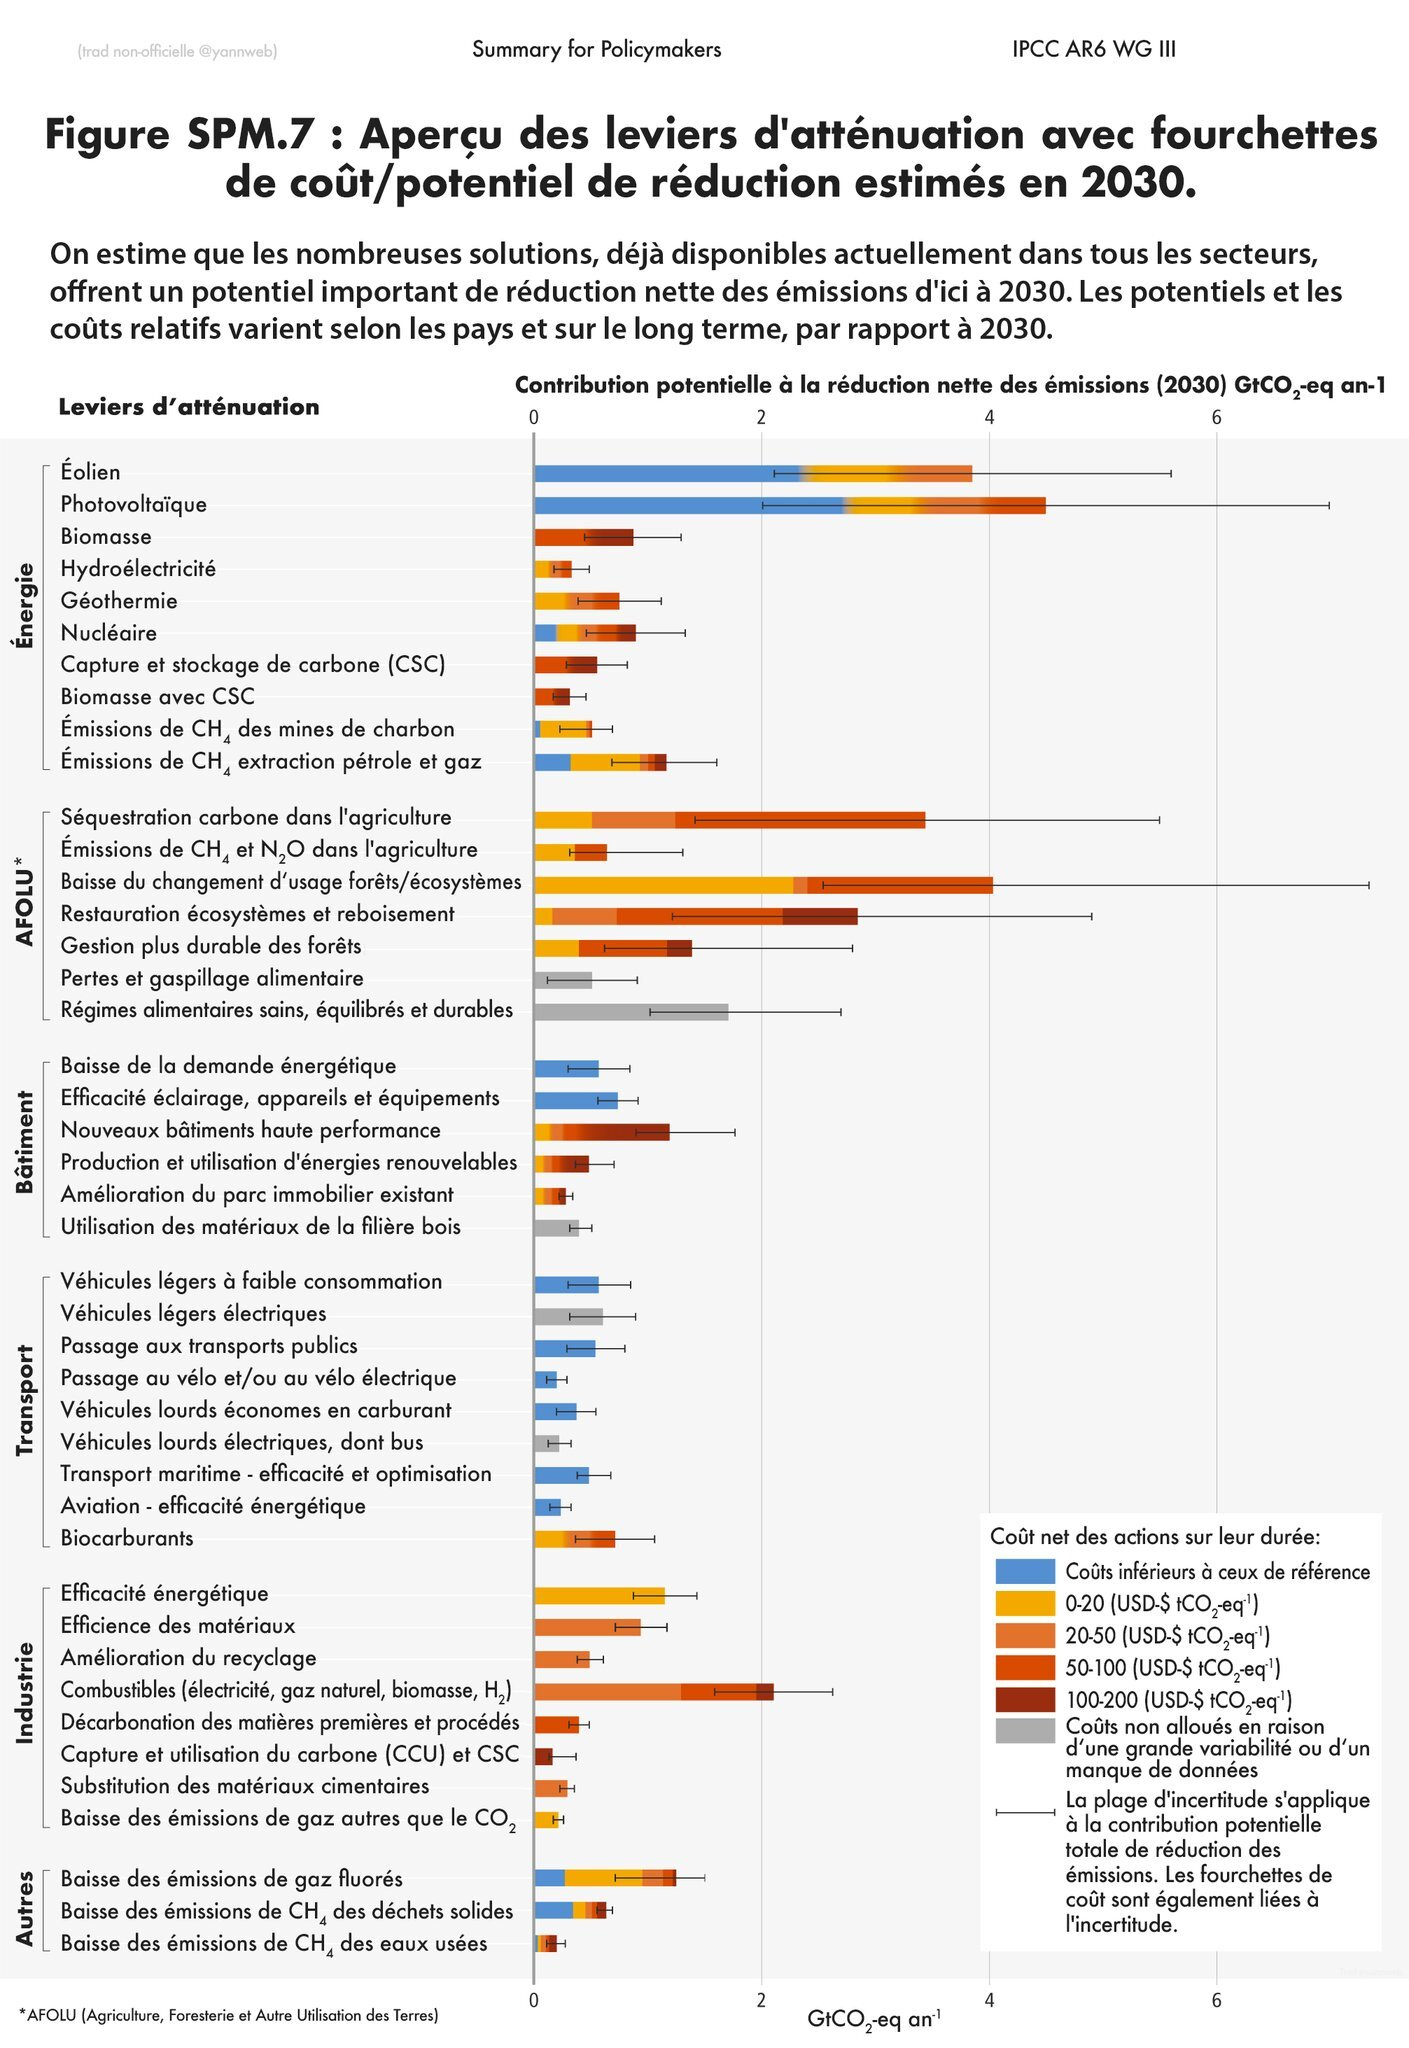 (trad non-officielle @yannweb)
Summary for Policymakers
IPCC AR6 WG III
Figure SPM.7 : Aperçu des leviers d'atténuation avec fourchettes
de coût/potentiel de réduction estimés en 2030.
On estime que les nombreuses solutions, déjà disponibles actuellement dans tous les secteurs,
offrent un potentiel important de réduction nette des émissions d'ici à 2030. Les potentiels et les
coûts relatifs varient selon les pays et sur le long terme, par rapport à 2030.
Contribution potentielle à la réduction nette des émissions (2030) GtCO2-eq an-1
Leviers d’atténuation
0 2 4 6
Énergie
Éolien
Photovoltaïque
Biomasse
Hydroélectricité
Géothermie
Nucléaire
Capture et stockage de carbone (CSC)
Biomasse avec CSC
Émissions de CH4 des mines de charbon
Émissions de CH4 extraction pétrole et gaz
AFOLU*
Séquestration carbone dans l'agriculture
Émissions de CH4 et N2O dans l'agriculture
Baisse du changement d‘usage forêts/écosystèmes
Restauration écosystèmes et reboisement
Gestion plus durable des forêts
Pertes et gaspillage alimentaire
Régimes alimentaires sains, équilibrés et durables
Bâtiment
Baisse de la demande énergétique
Efficacité éclairage, appareils et équipements
Nouveaux bâtiments haute performance
Production et utilisation d'énergies renouvelables
Amélioration du parc immobilier existant
Utilisation des matériaux de la filière bois
Transport
Véhicules légers à faible consommation
Véhicules légers électriques
Passage aux transports publics
Passage au vélo et/ou au vélo électrique
Véhicules lourds économes en carburant
Véhicules lourds électriques, dont bus
Transport maritime - efficacité et optimisation
Aviation - efficacité énergétique
Biocarburants
Industrie
Efficacité énergétique
Efficience des matériaux
Amélioration du recyclage
Combustibles (électricité, gaz naturel, biomasse, H2)
Décarbonation des matières premières et procédés
Capture et utilisation du carbone (CCU) et CSC
Substitution des matériaux cimentaires
Baisse des émissions de gaz autres que le CO2
Autres
Baisse des émissions de gaz fluorés
Baisse des émissions de CH4 des déchets solides
Baisse des émissions de CH4 des eaux usées
Coût net des actions sur leur durée:
Coûts inférieurs à ceux de référence
0-20 (USD-$ tCO2-eq-1)
20-50 (USD-$ tCO2-eq-1)
50-100 (USD-$ tCO2-eq-1)
100-200 (USD-$ tCO2-eq-1)
Coûts non alloués en raison
d‘une grande variabilité ou d‘un
manque de données
La plage d'incertitude s'applique
à la contribution potentielle
totale de réduction des
émissions. Les fourchettes de
coût sont également liées à
l'incertitude.
0 2 4 6
GtCO2-eq an-1
*AFOLU (Agriculture, Foresterie et Autre Utilisation des Terres)